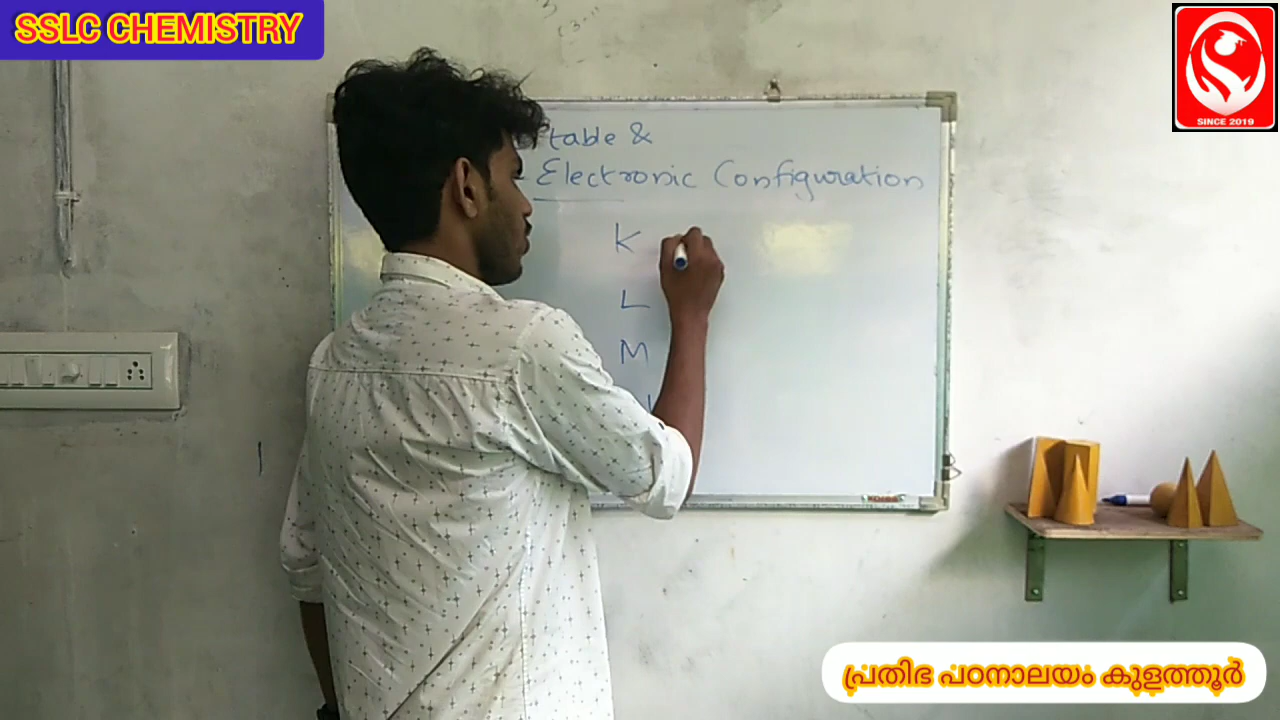 SSLC CHEMISTRY
SINCE 2019
table &
Electronic Configuration
K
L
M
പ്രതിഭ പഠനാലയം കുളത്തൂർ